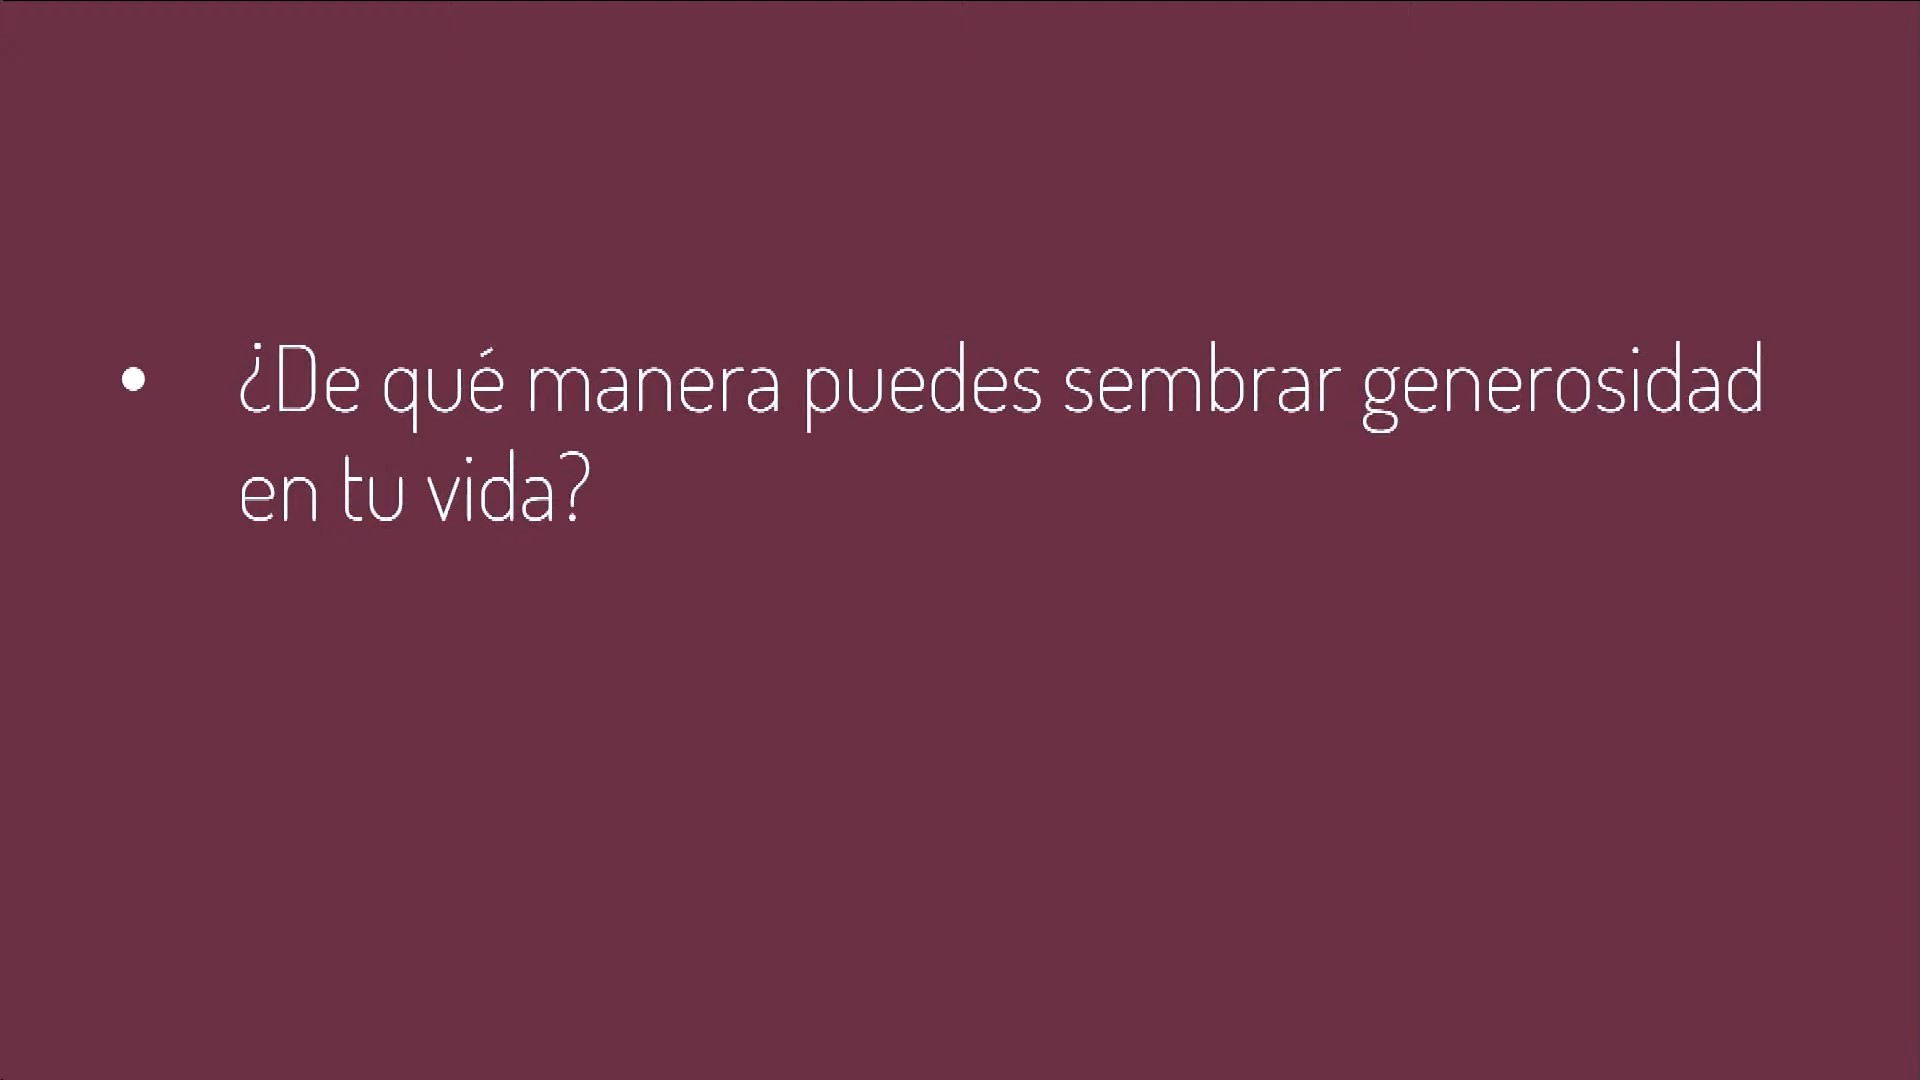 • ¿De qué manera puedes sembrar generosidad
en tu vida?